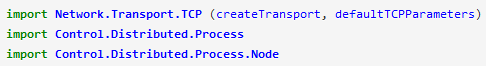 import Network.Transport.TCP (createTransport, defaultTCPParameters)
import Control.Distributed.Process
import Control.Distributed.Process.Node